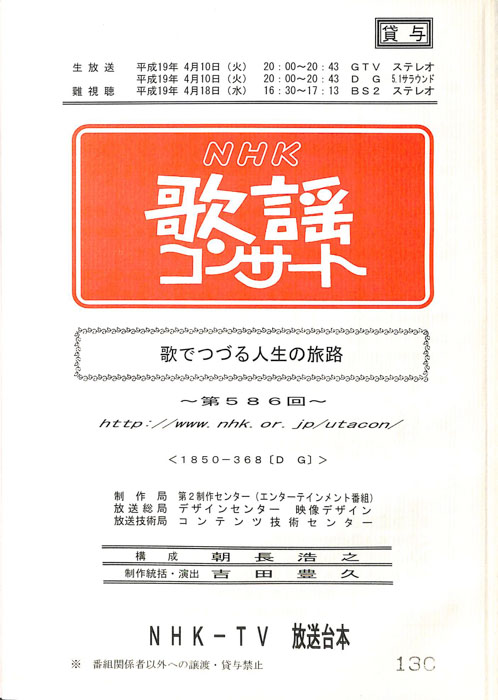 貸与
生放送 平成19年 4月10日（火） 20：00〜20：43 GTV ステレオ
平成19年 4月10日（火） 20：00〜20：43 DG 5.1サラウンド
難視聴 平成19年 4月18日（水） 16：30〜17：13 BS2 ステレオ
NHK
歌謡
コンサート
歌でつづる人生の旅路
〜第586回〜
http://www.nhk.or.jp/utacon/
＜1850−368〔DG〕＞
制作局 第2制作センター（エンターテインメント番組）
放送総局 デザインセンター 映像デザイン
放送技術局 コンテンツ技術センター
構成 朝長浩之
制作統括・演出 吉田豊久
NHK−TV 放送台本
※ 番組関係者以外への譲渡・貸与禁止
130